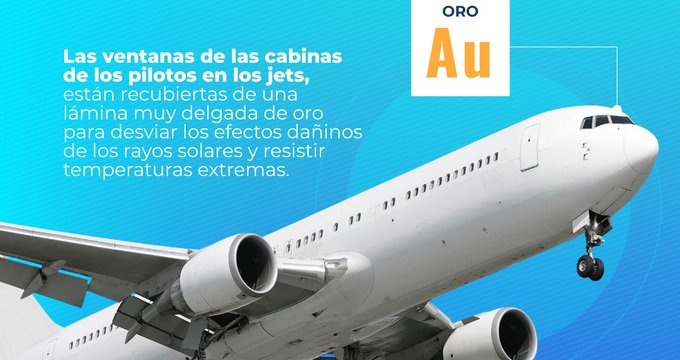 ORO
Au
Las ventanas de las cabinas
de los pilotos en los jets,
están recubiertas de una
lámina muy delgada de oro
para desviar los efectos dañinos
de los rayos solares y resistir
temperaturas extremas.